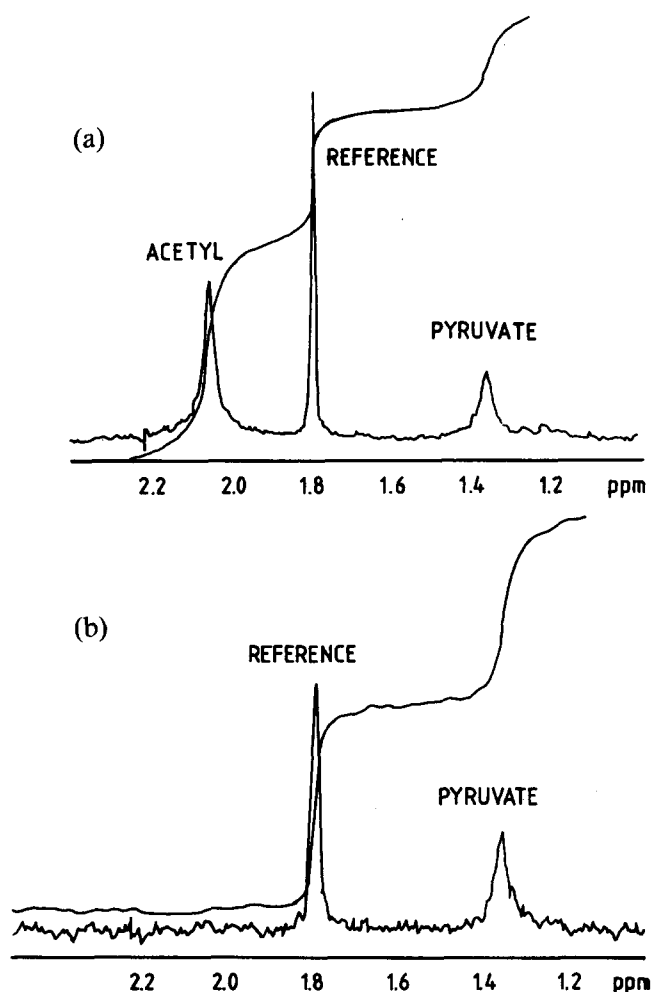 (a)
REFERENCE
ACETYL
PYRUVATE
2.2 2.0 1.8 1.6 1.4 1.2 ppm
(b)
REFERENCE
PYRUVATE
2.2 2.0 1.8 1.6 1.4 1.2 ppm